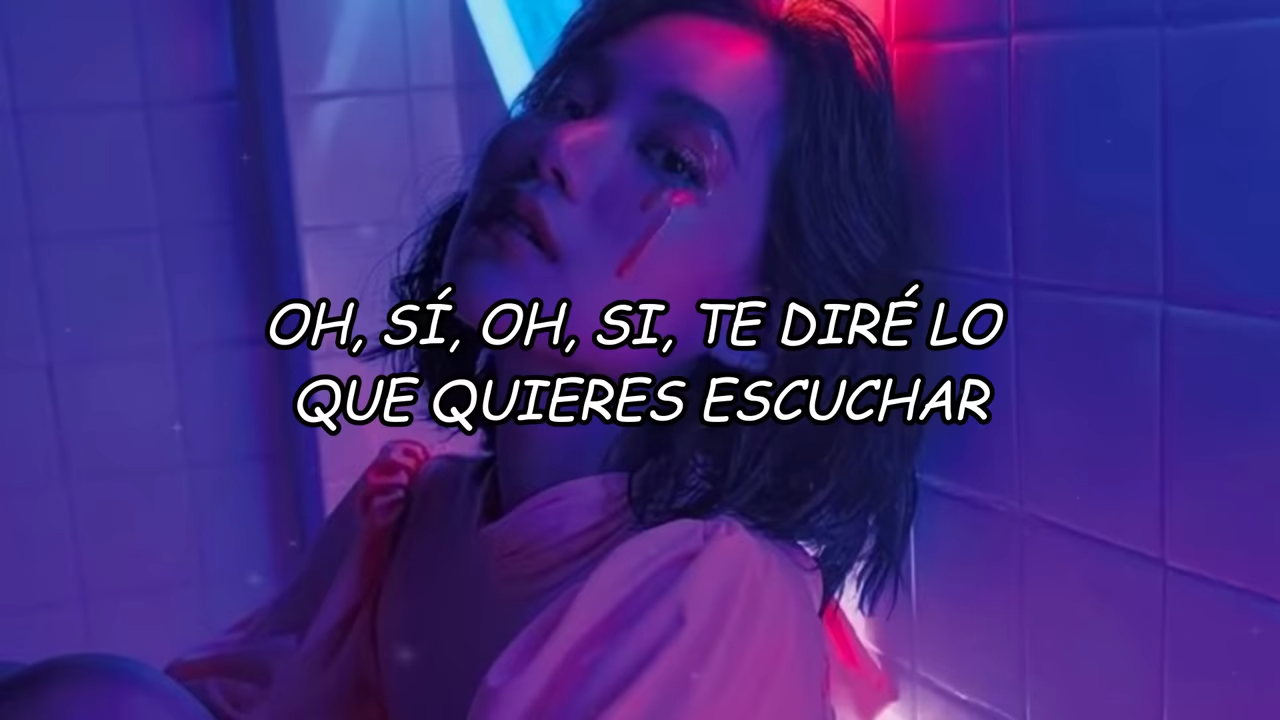 OH, SÍ, OH, SI, TE DIRÉ LO
QUE QUIERES ESCUCHAR